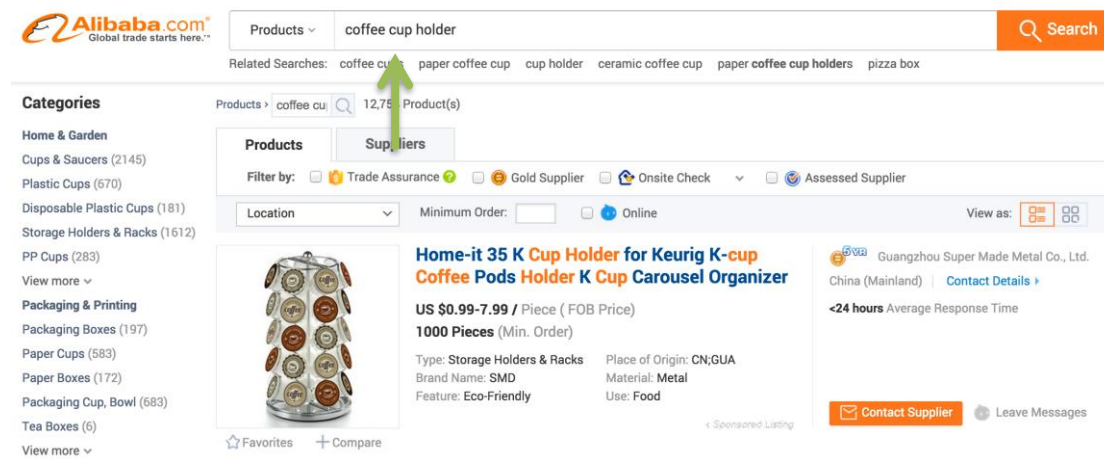 Alibaba.com
Global trade starts here.™
Products
coffee cup holder
Search
Related Searches: coffee cups paper coffee cup cup holder ceramic coffee cup paper coffee cup holders pizza box
Categories
Home & Garden
Cups & Saucers (2145)
Plastic Cups (670)
Disposable Plastic Cups (181)
Storage Holders & Racks (1612)
PP Cups (283)
View more
Packaging & Printing
Packaging Boxes (197)
Paper Cups (583)
Paper Boxes (172)
Packaging Cup, Bowl (683)
Tea Boxes (6)
View more
Products › coffee cu Product(s)
Products Suppliers
Filter by: Trade Assurance Gold Supplier Onsite Check Assessed Supplier
Location Minimum Order: Online View as:
Home-it 35 K Cup Holder for Keurig K-cup
Coffee Pods Holder K Cup Carousel Organizer
US $0.99-7.99 / Piece ( FOB Price)
1000 Pieces (Min. Order)
Type: Storage Holders & Racks Place of Origin: CN;GUA
Brand Name: SMD Material: Metal
Feature: Eco-Friendly Use: Food
Sponsored Listing
Favorites Compare
5 YR Guangzhou Super Made Metal Co., Ltd.
China (Mainland) Contact Details
<24 hours Average Response Time
Contact Supplier Leave Messages